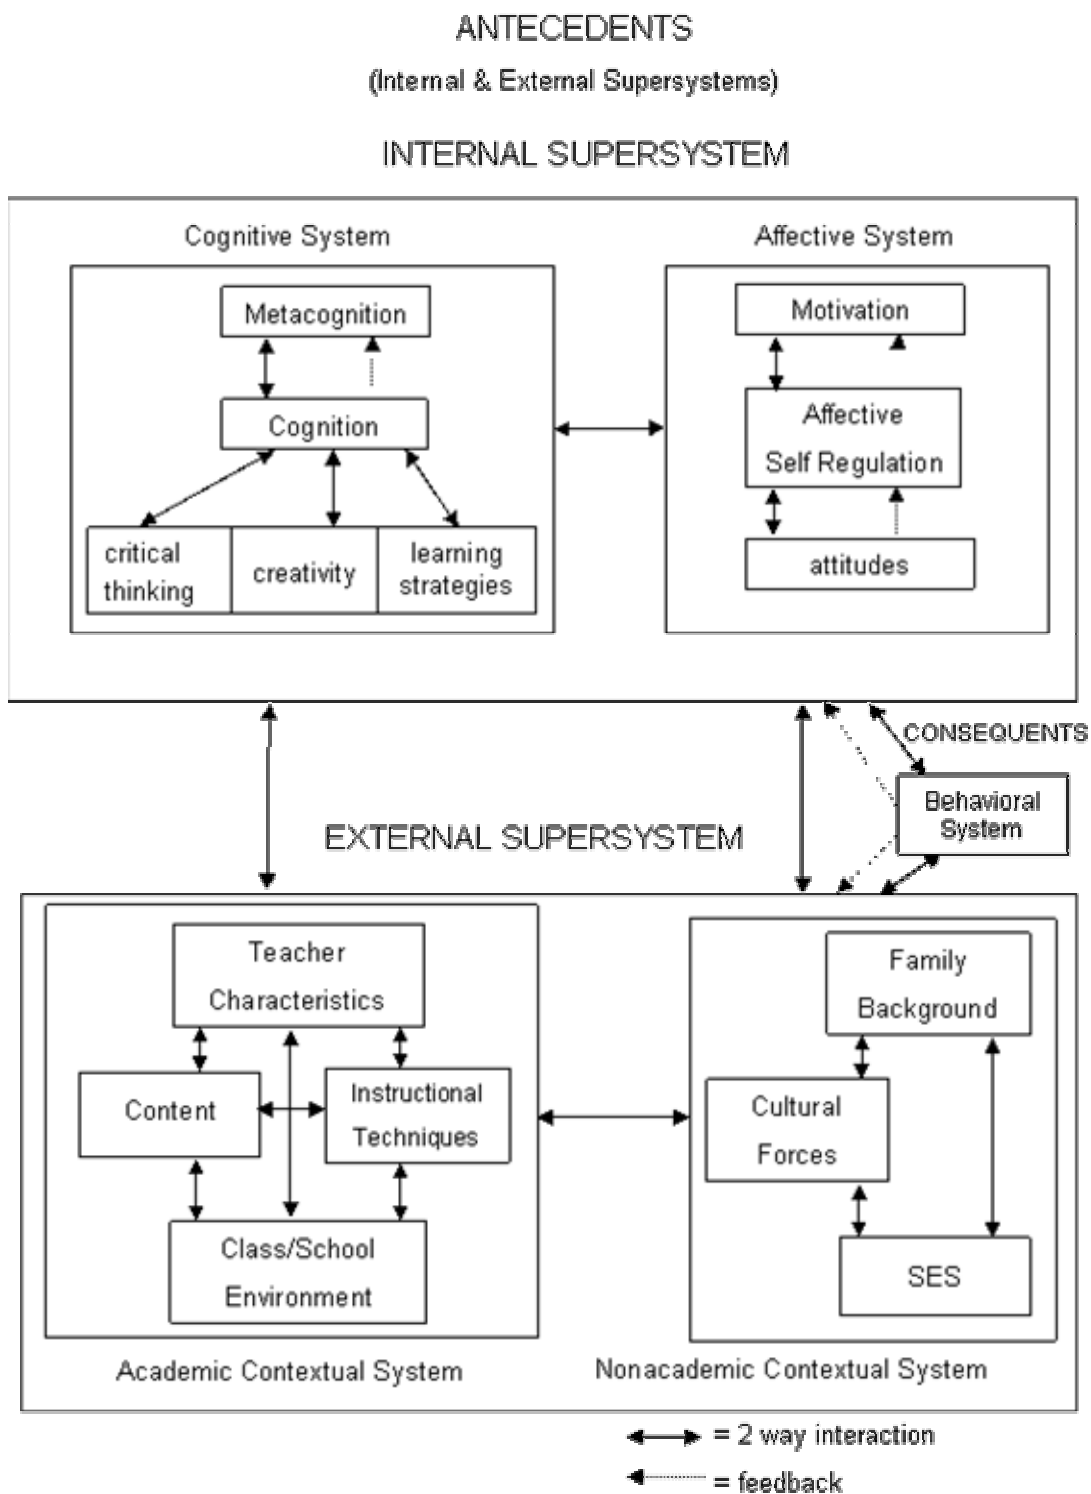 ANTECEDENTS
(Internal & External Supersystems)
INTERNAL SUPERSYSTEM
Cognitive System
Affective System
Metacognition
Cognition
critical
thinking
creativity
learning
strategies
Motivation
Affective
Self Regulation
attitudes
CONSEQUENTS
Behavioral
System
EXTERNAL SUPERSYSTEM
Teacher
Characteristics
Content
Instructional
Techniques
Class/School
Environment
Family
Background
Cultural
Forces
SES
Academic Contextual System
Nonacademic Contextual System
= 2 way interaction
= feedback